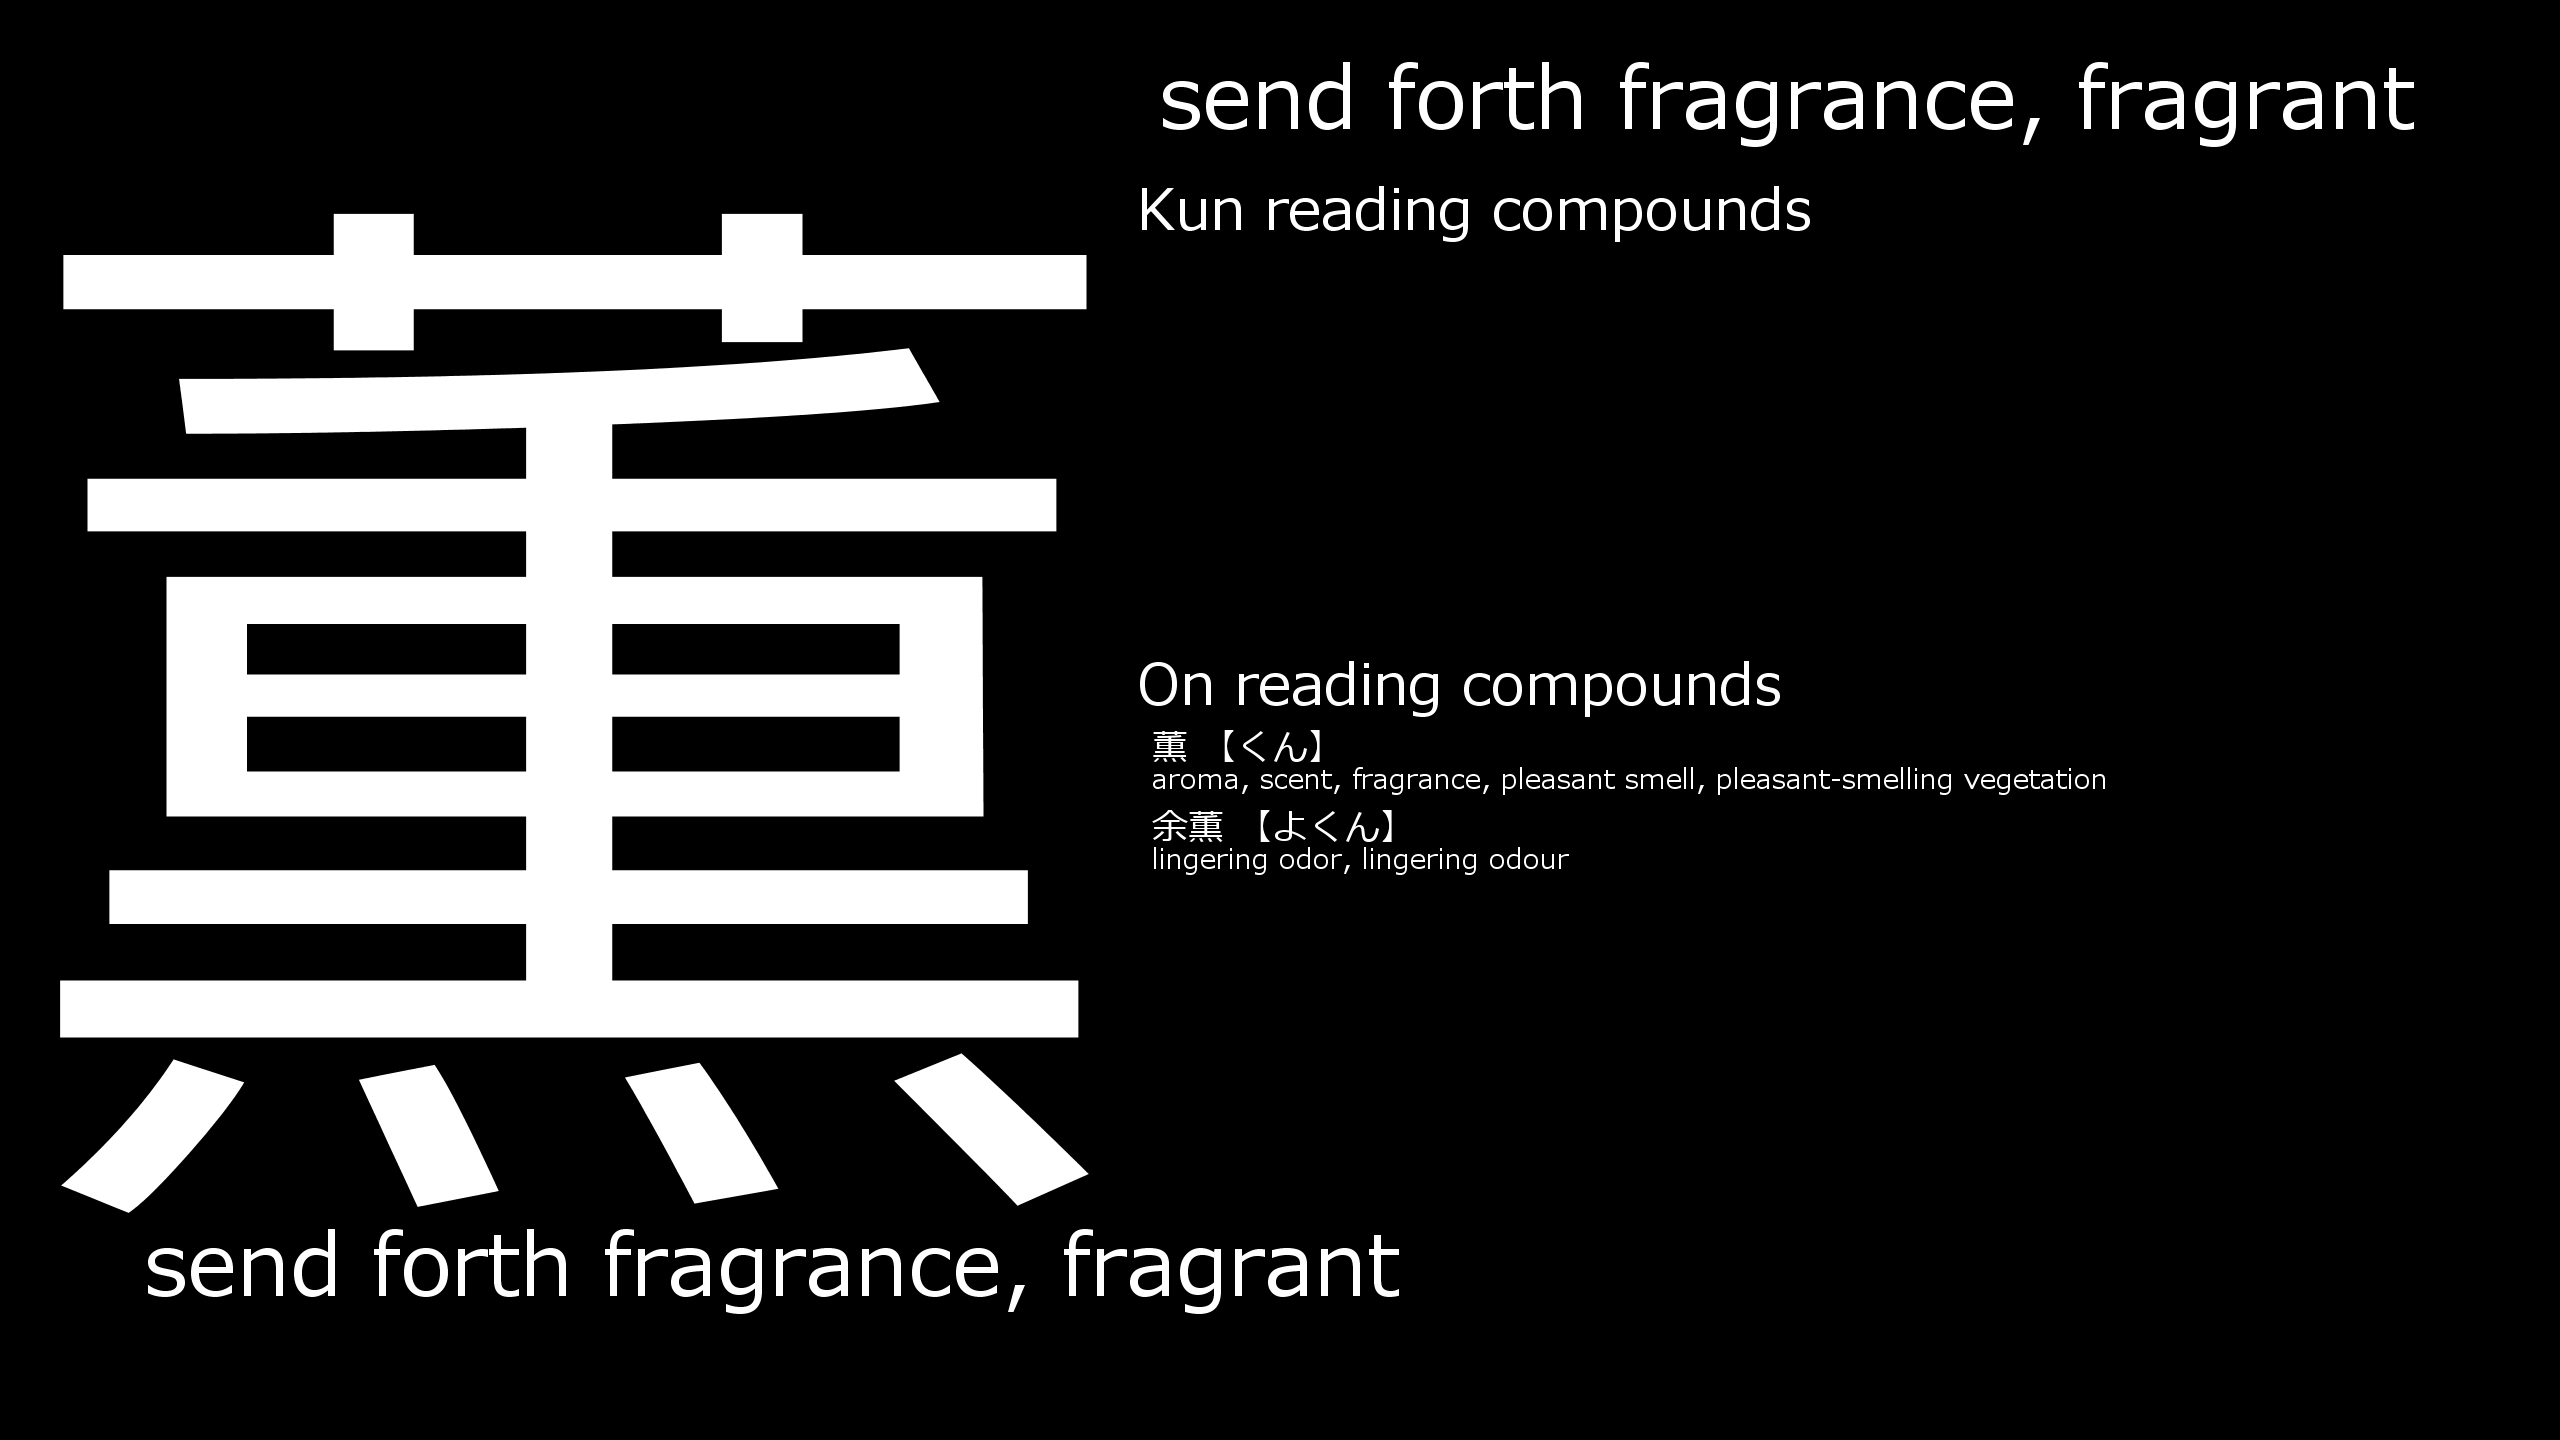 薫
send forth fragrance, fragrant
send forth fragrance, fragrant
Kun reading compounds
On reading compounds
薫 【くん】
aroma, scent, fragrance, pleasant smell, pleasant-smelling vegetation
余薫 【よくん】
lingering odor, lingering odour